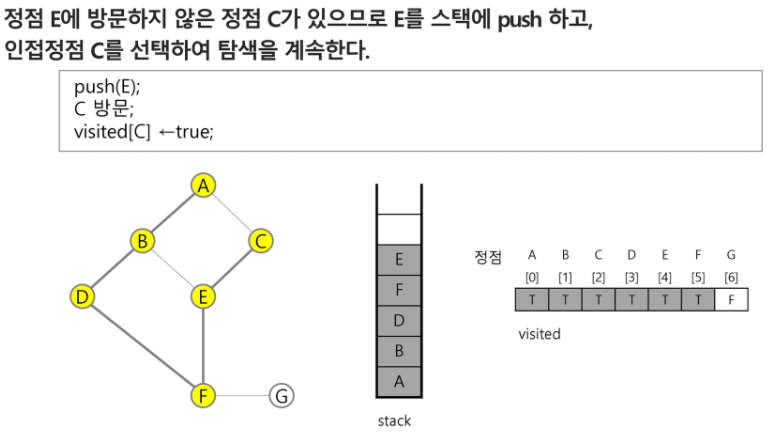 정점 E에 방문하지 않은 정점 C가 있으므로 E를 스택에 push 하고,
인접정점 C를 선택하여 탐색을 계속한다.
push(E);
C 방문;
visited[C] ←true;
A
B
C
D
E
F
G
E
F
D
B
A
stack
정점 A B C D E F G
[0] [1] [2] [3] [4] [5] [6]
T T T T T T F
visited